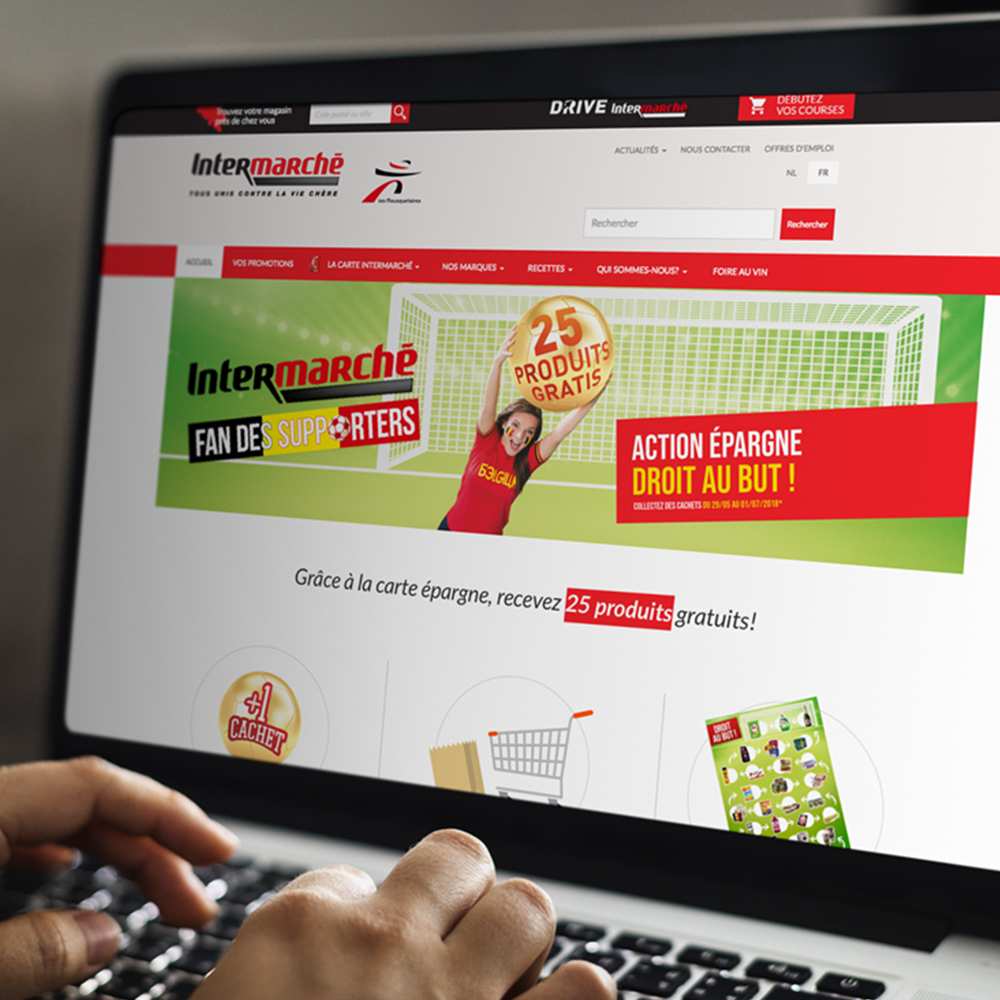 Trouvez votre magasin
près de chez vous
Code postal ou ville
DRIVE Intermarché
DÉBUTEZ
VOS COURSES
Intermarché
TOUS UNIS CONTRE LA VIE CHÈRE
Les Mousquetaires
ACTUALITÉS NOUS CONTACTER OFFRES D'EMPLOI
NL FR
Rechercher Rechercher
ACCUEIL VOS PROMOTIONS LA CARTE INTERMARCHÉ NOS MARQUES RECETTES QUI SOMMES-NOUS? FOIRE AU VIN
25
PRODUITS
GRATIS
Intermarché
FAN DES SUPPORTERS
BELGIUM
ACTION ÉPARGNE
DROIT AU BUT !
COLLECTEZ DES CACHETS DU 29/05 AU 01/07/2018*
Grâce à la carte épargne, recevez 25 produits gratuits!
+1
CACHET
DROIT
AU BUT !